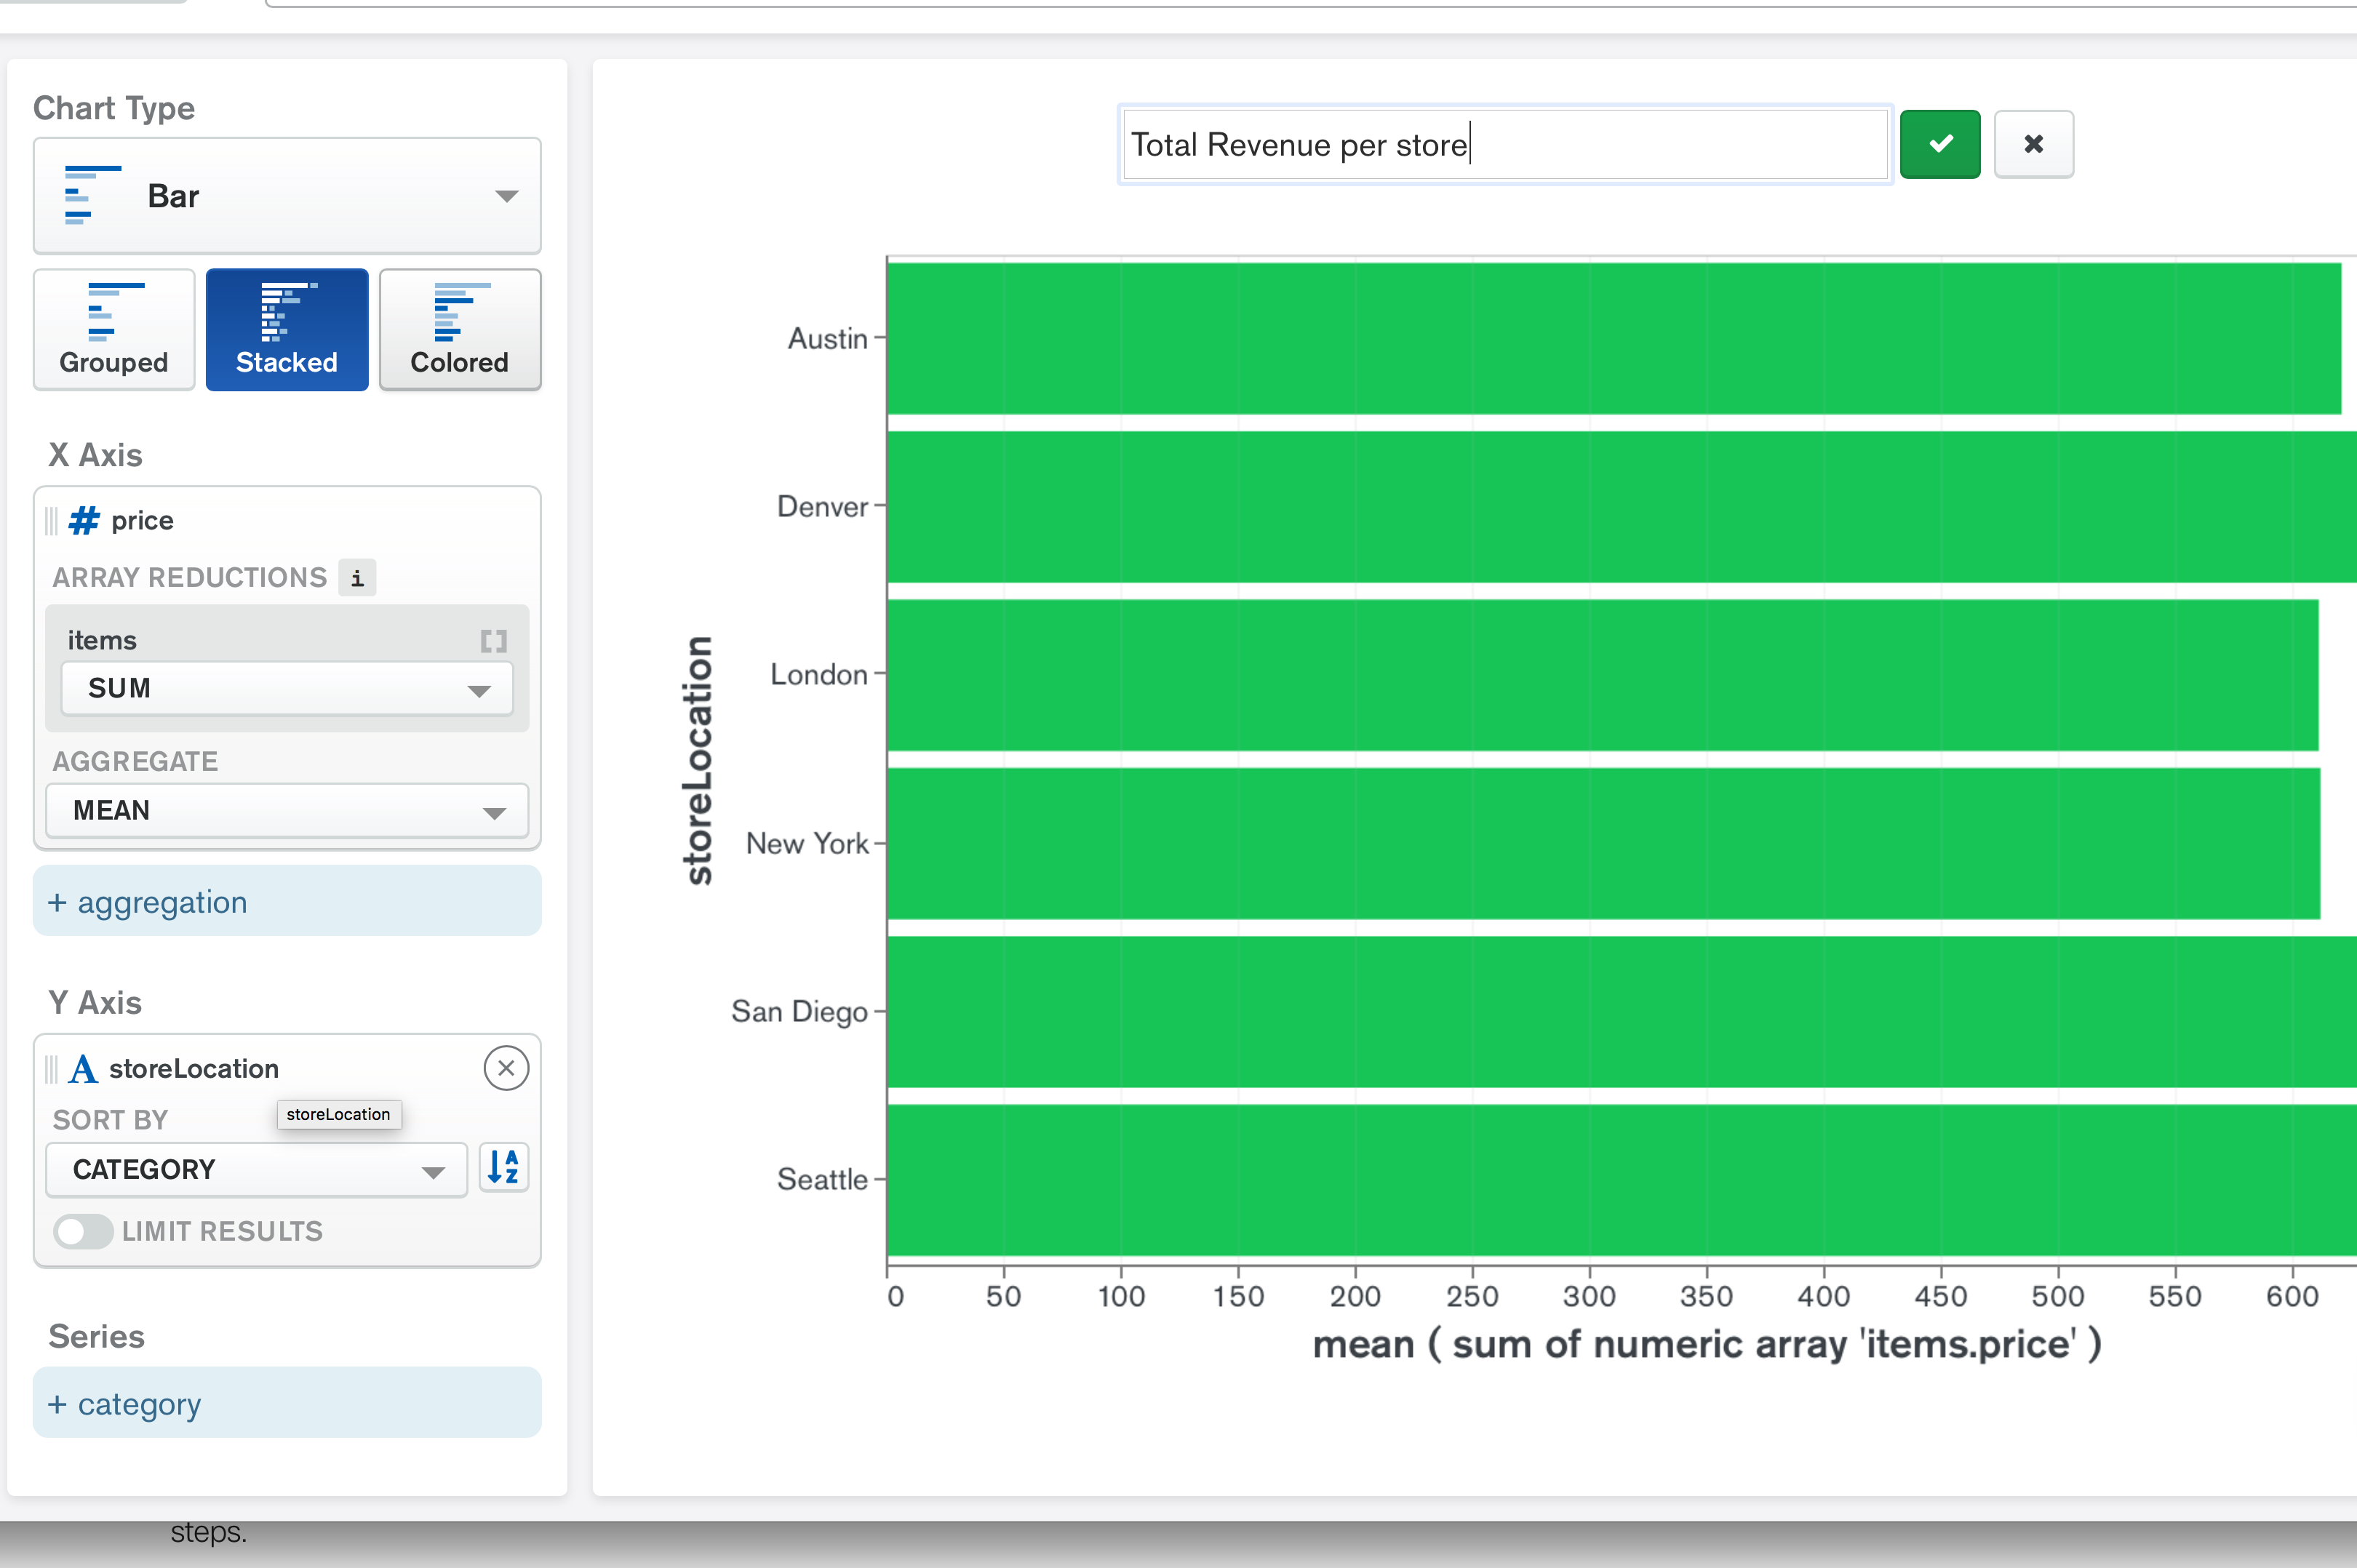 Chart Type
Bar
Grouped
Stacked
Colored
X Axis
# price
ARRAY REDUCTIONS i
items []
SUM
AGGREGATE
MEAN
+ aggregation
Y Axis
A storeLocation
storeLocation
SORT BY
CATEGORY
A
Z
LIMIT RESULTS
Series
+ category
Total Revenue per store
storeLocation
Austin
Denver
London
New York
San Diego
Seattle
0 50 100 150 200 250 300 350 400 450 500 550 600
mean ( sum of numeric array 'items.price' )
steps.